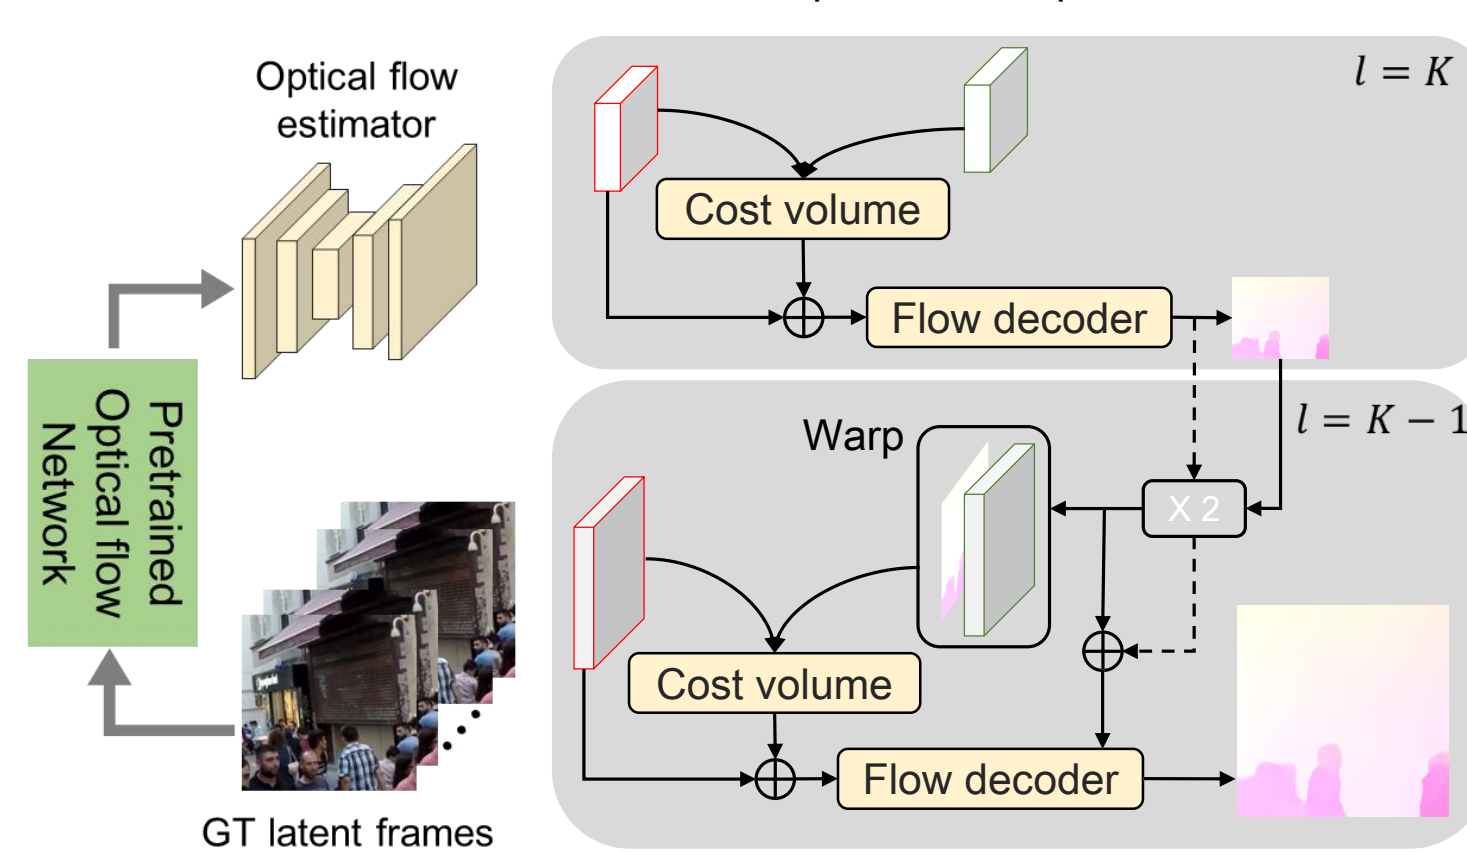 Optical flow
estimator
l = K
Cost volume
Flow decoder
Pretrained
Optical flow
Network
l = K − 1
Warp
X 2
Cost volume
Flow decoder
GT latent frames